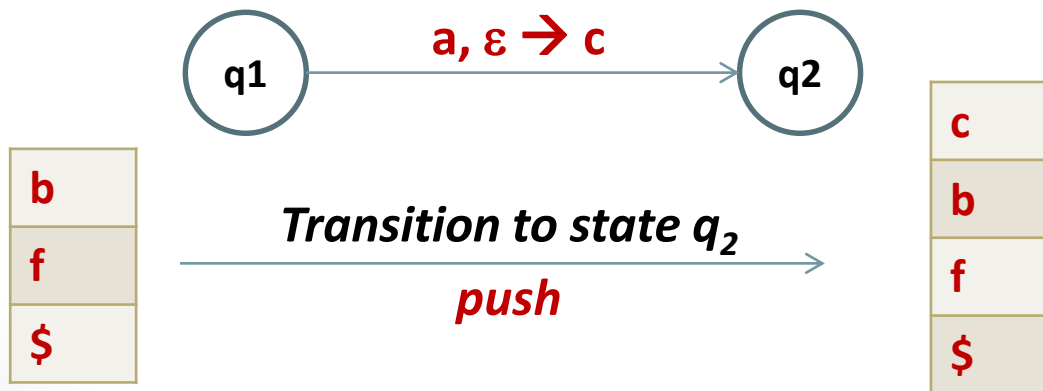 a, ε → c
q1
q2
b
f
$
Transition to state q₂
push
c
b
f
$